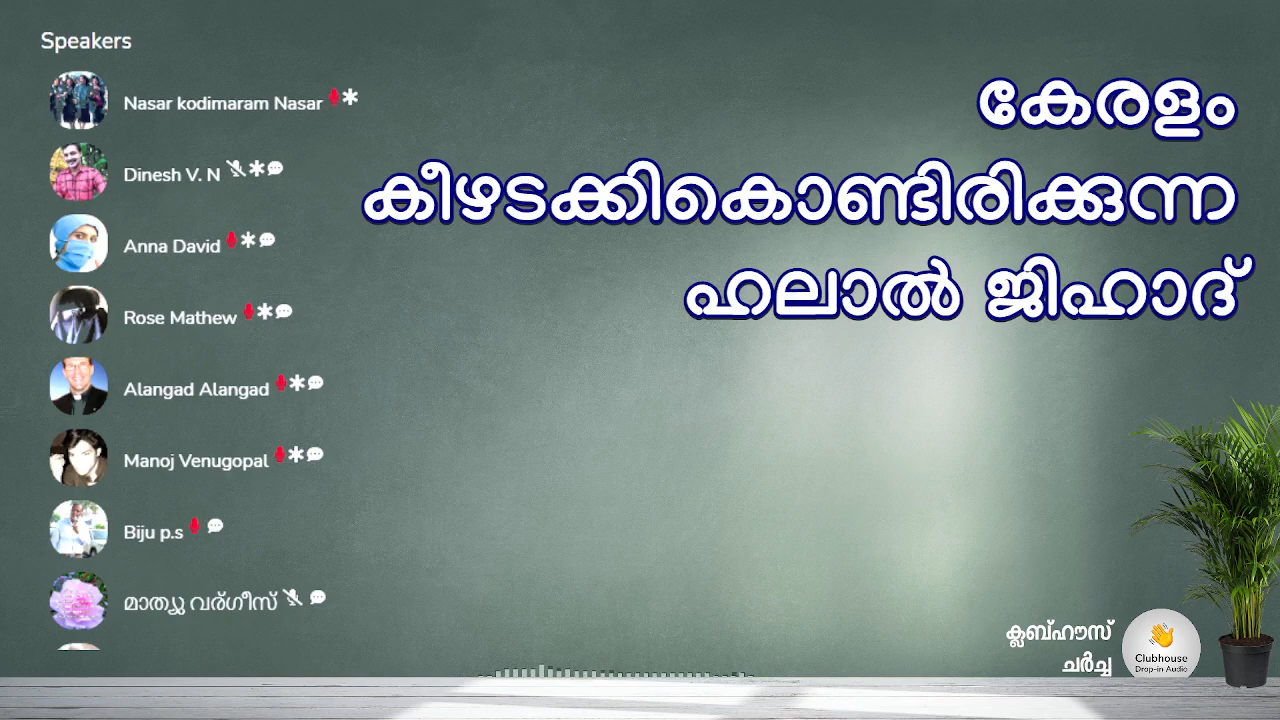 Speakers
Nasar kodimaram Nasar
Dinesh V. N
Anna David
Rose Mathew
Alangad Alangad
Manoj Venugopal
Biju p.s
മാത്യു വര്ഗീസ്
കേരളം
കീഴടക്കികൊണ്ടിരിക്കുന്ന
ഹലാൽ ജിഹാദ്
ക്ലബ്ഹൗസ്
ചർച്ച
Clubhouse
Drop-in Audio